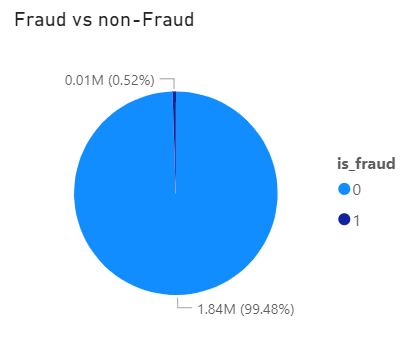 Fraud vs non-Fraud
0.01M (0.52%)
is_fraud
0
1
1.84M (99.48%)